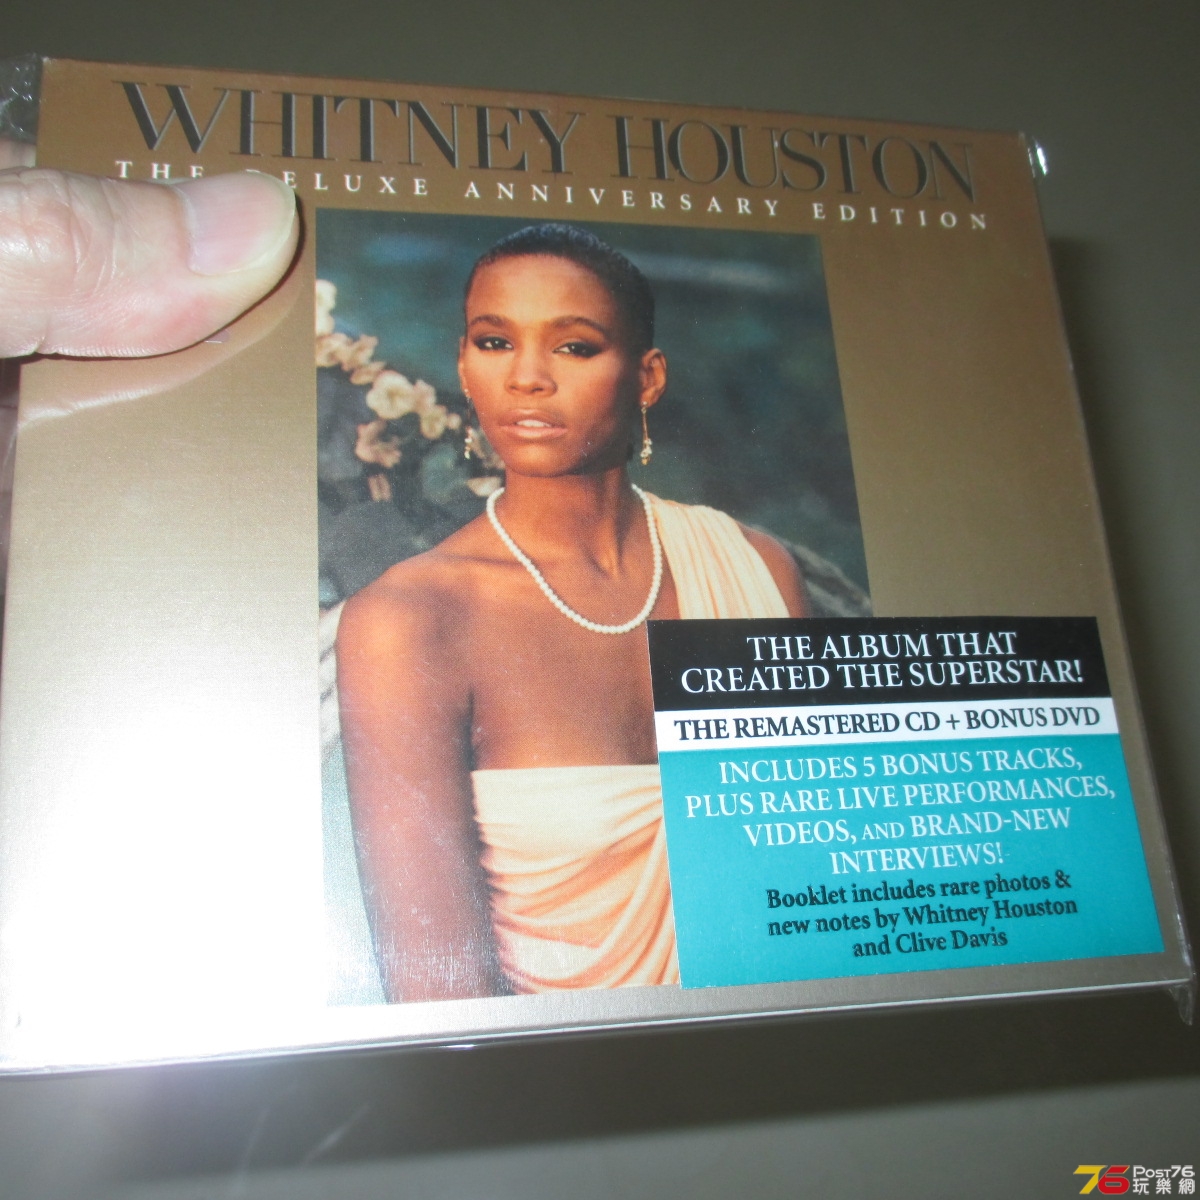 WHITNEY HOUSTON
THE DELUXE ANNIVERSARY EDITION
THE ALBUM THAT
CREATED THE SUPERSTAR!
THE REMASTERED CD + BONUS DVD
INCLUDES 5 BONUS TRACKS,
PLUS RARE LIVE PERFORMANCES,
VIDEOS, AND BRAND-NEW
INTERVIEWS!
Booklet includes rare photos &
new notes by Whitney Houston
and Clive Davis
76 Post76
玩樂網